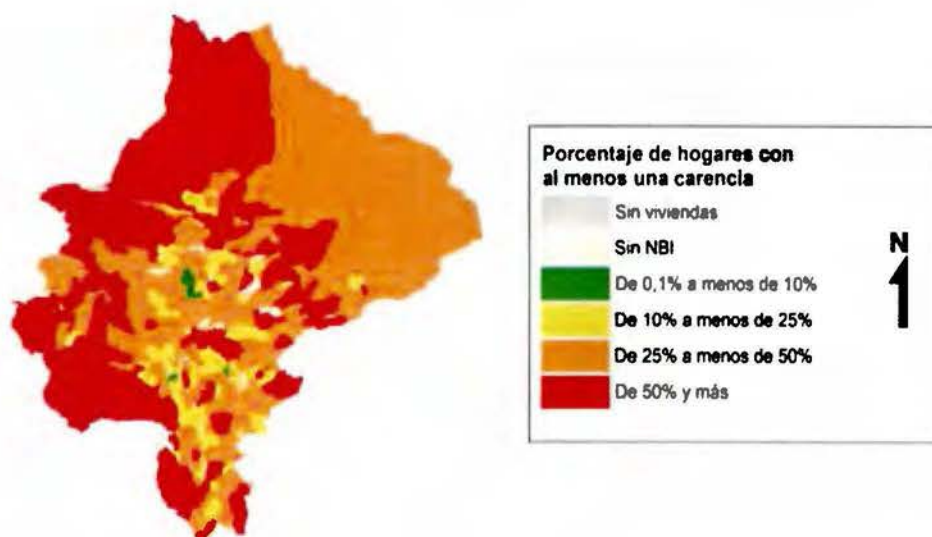 Porcentaje de hogares con
al menos una carencia
Sin viviendas
Sin NBI
De 0,1% a menos de 10%
De 10% a menos de 25%
De 25% a menos de 50%
De 50% y más
N